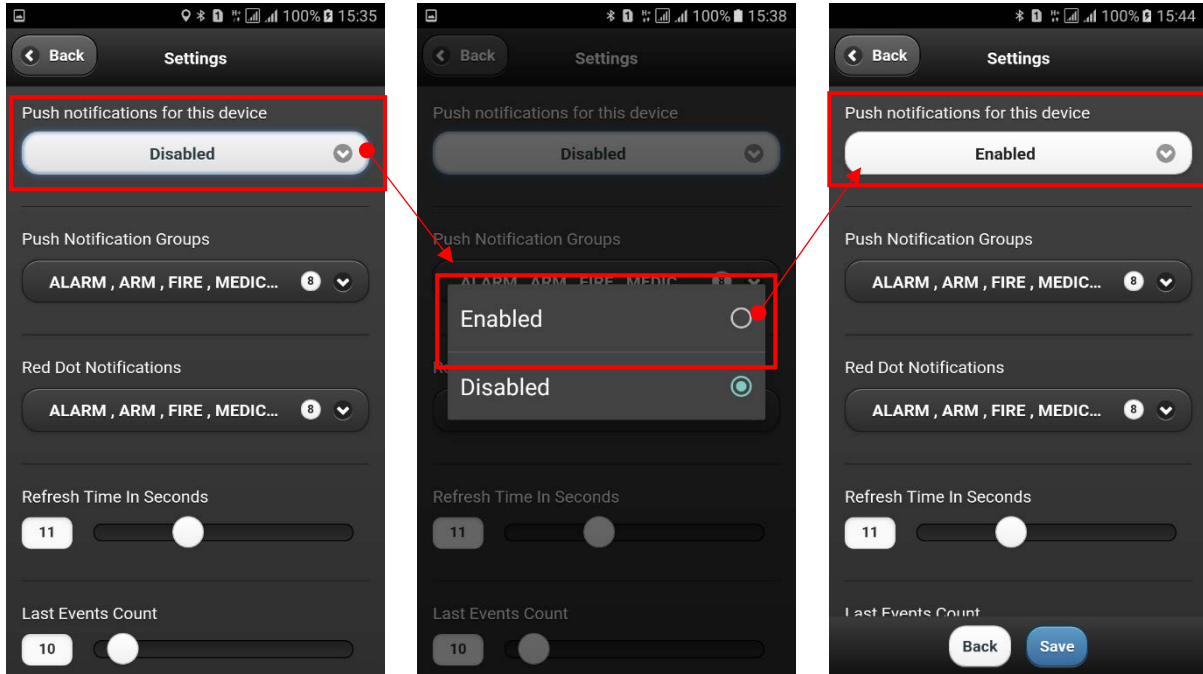 100% 15:35
Back
Settings
Push notifications for this device
Disabled
Push Notification Groups
ALARM , ARM , FIRE , MEDIC... 8
Red Dot Notifications
ALARM , ARM , FIRE , MEDIC... 8
Refresh Time In Seconds
11
Last Events Count
10
100% 15:38
Back
Settings
Push notifications for this device
Disabled
Push Notification Groups
ALARM , ARM , FIRE , MEDIC... 8
Enabled
Disabled
Refresh Time In Seconds
11
Last Events Count
10
100% 15:44
Back
Settings
Push notifications for this device
Enabled
Push Notification Groups
ALARM , ARM , FIRE , MEDIC... 8
Red Dot Notifications
ALARM , ARM , FIRE , MEDIC... 8
Refresh Time In Seconds
11
Last Events Count
Back
Save